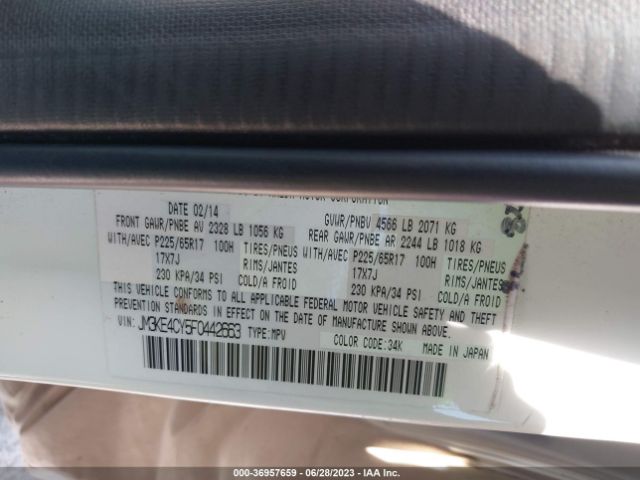 MOTOR CORPORATION
DATE 02/14
FRONT GAWR/PNBE AV 2328 LB 1056 KG
WITH/AVEC P225/65R17 100H TIRES/PNEUS
17X7J RIMS/JANTES
230 KPA/34 PSI COLD/A FROID
GVWR/PNBV 4566 LB 2071 KG
REAR GAWR/PNBE AR 2244 LB 1018 KG
WITH/AVEC P225/65R17 100H TIRES/PNEUS
17X7J RIMS/JANTES
230 KPA/34 PSI COLD/A FROID
THIS VEHICLE CONFORMS TO ALL APPLICABLE FEDERAL MOTOR VEHICLE SAFETY AND THEFT
PREVENTION STANDARDS IN EFFECT ON THE DATE OF MANUFACTURE SHOWN ABOVE.
VIN: JM3KE4CY5F0442663 TYPE:MPV
COLOR CODE:34K MADE IN JAPAN
000-36957659 | 06/28/2023 | IAA Inc.